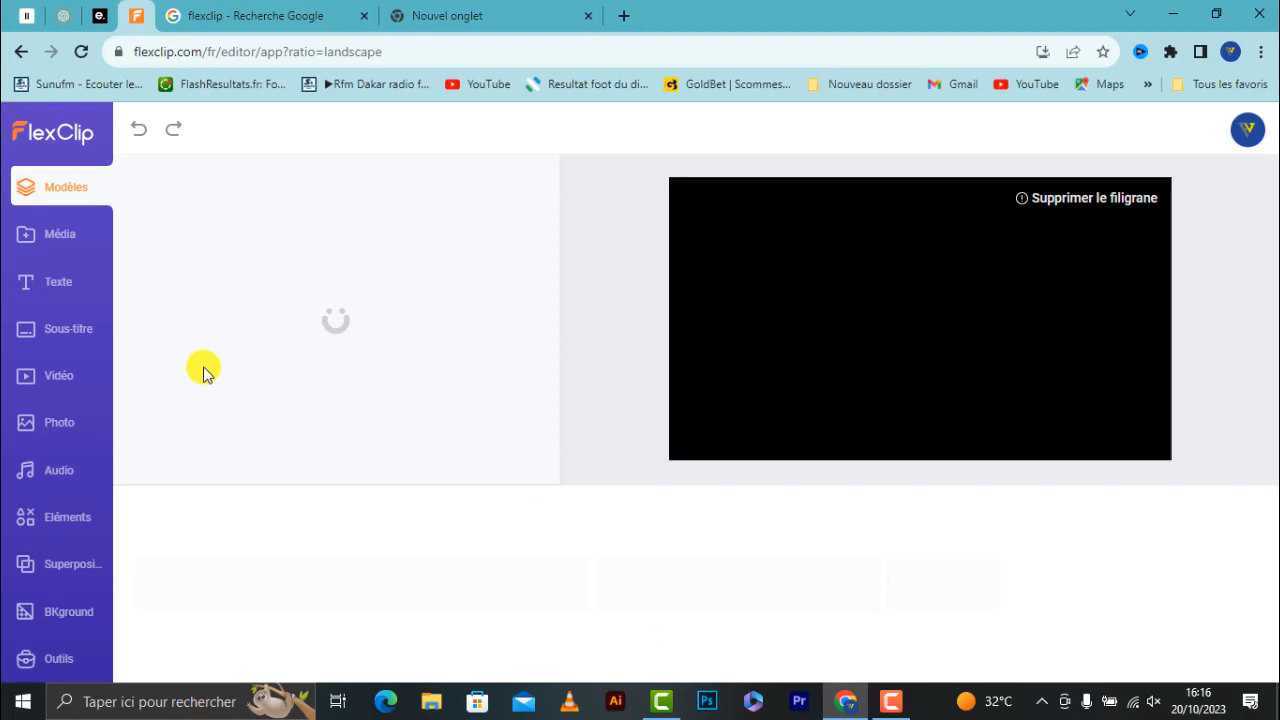 flexclip - Recherche Google
Nouvel onglet
flexclip.com/fr/editor/app?ratio=landscape
Sunufm - Ecouter le...
FlashResultats.fr: Fo...
▶Rfm Dakar radio f...
YouTube
Resultat foot du di...
GoldBet | Scommes...
Nouveau dossier
Gmail
YouTube
Maps
»
Tous les favoris
FlexClip
Modèles
Supprimer le filigrane
Média
Texte
Sous-titre
Vidéo
Photo
Audio
Eléments
Superposi...
BKground
Outils
Taper ici pour rechercher
Ai
Ps
Pr
32°C
16:16
20/10/2023